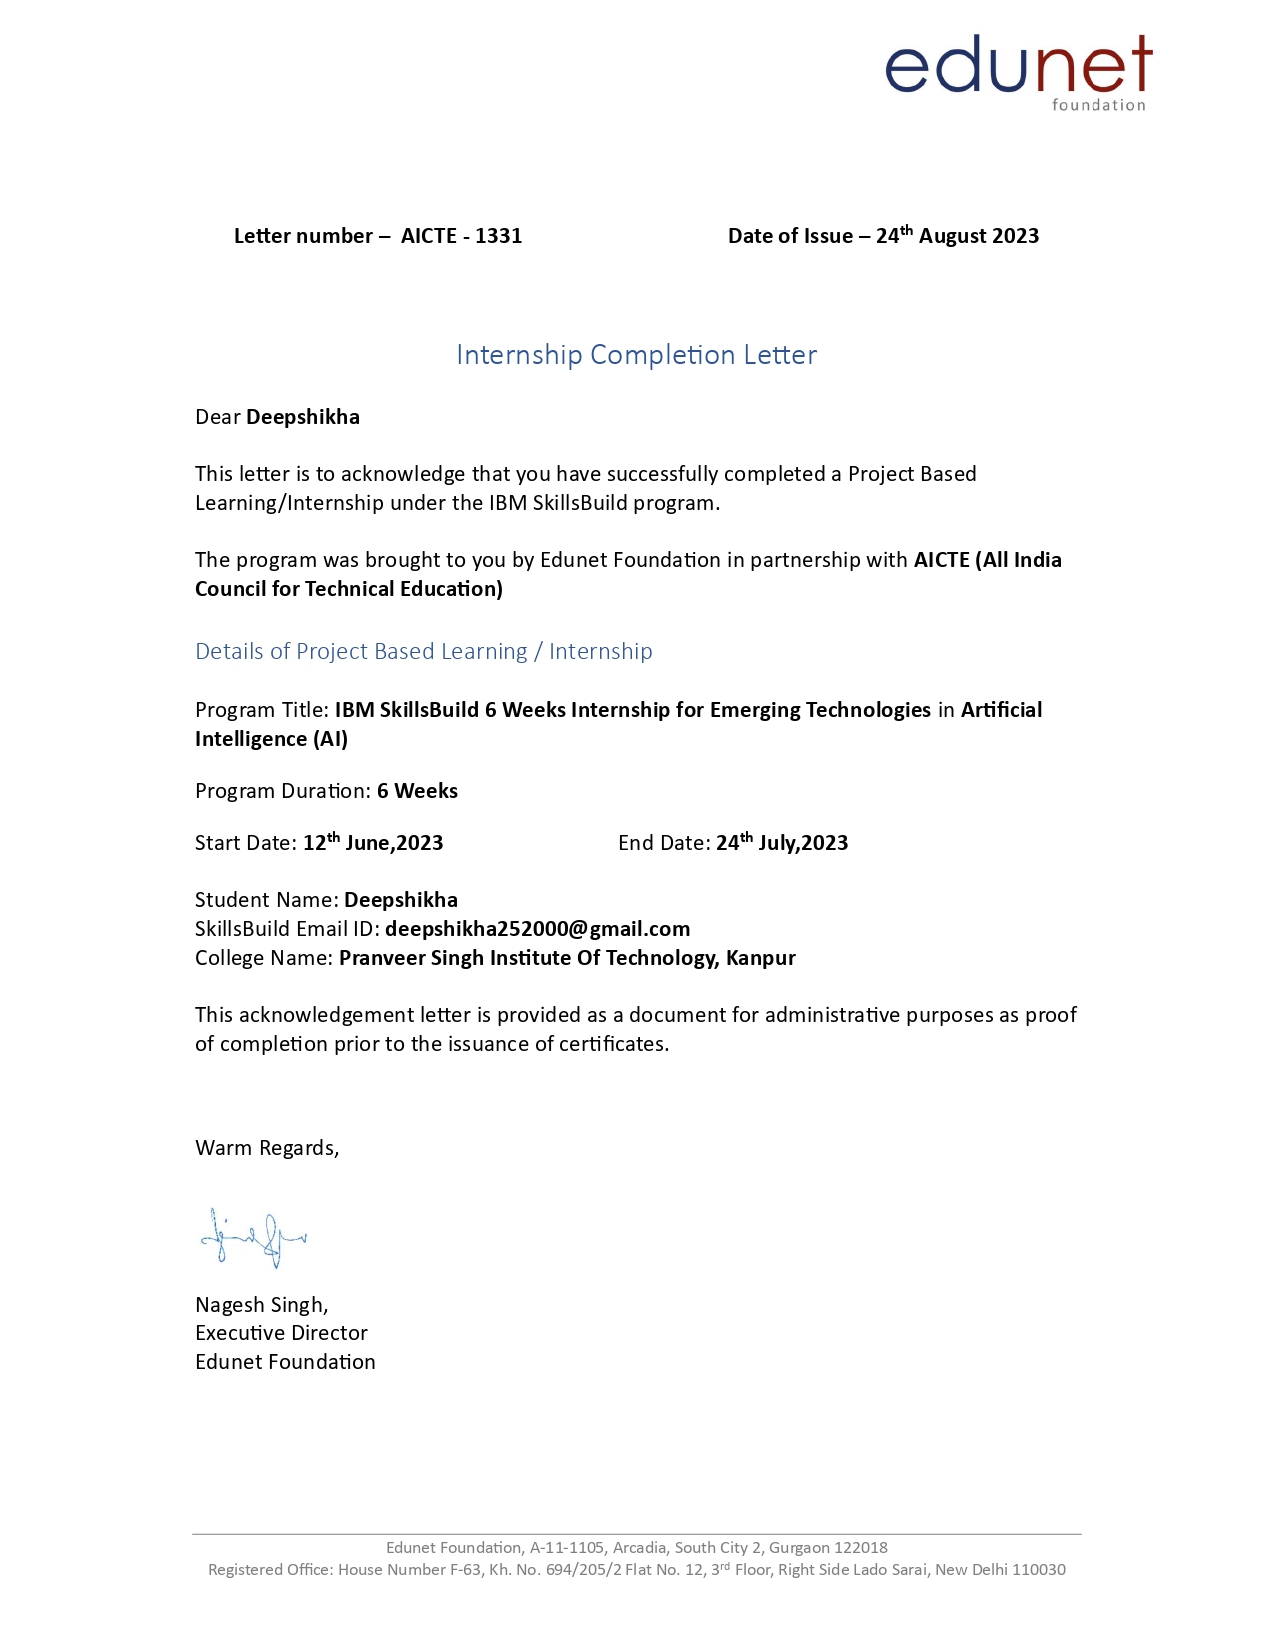 edunet
foundation
Letter number – AICTE - 1331 Date of Issue – 24th August 2023
Internship Completion Letter
Dear Deepshikha
This letter is to acknowledge that you have successfully completed a Project Based
Learning/Internship under the IBM SkillsBuild program.
The program was brought to you by Edunet Foundation in partnership with AICTE (All India
Council for Technical Education)
Details of Project Based Learning / Internship
Program Title: IBM SkillsBuild 6 Weeks Internship for Emerging Technologies in Artificial
Intelligence (AI)
Program Duration: 6 Weeks
Start Date: 12th June,2023 End Date: 24th July,2023
Student Name: Deepshikha
SkillsBuild Email ID: deepshikha252000@gmail.com
College Name: Pranveer Singh Institute Of Technology, Kanpur
This acknowledgement letter is provided as a document for administrative purposes as proof
of completion prior to the issuance of certificates.
Warm Regards,
Nagesh Singh,
Executive Director
Edunet Foundation
Edunet Foundation, A-11-1105, Arcadia, South City 2, Gurgaon 122018
Registered Office: House Number F-63, Kh. No. 694/205/2 Flat No. 12, 3rd Floor, Right Side Lado Sarai, New Delhi 110030